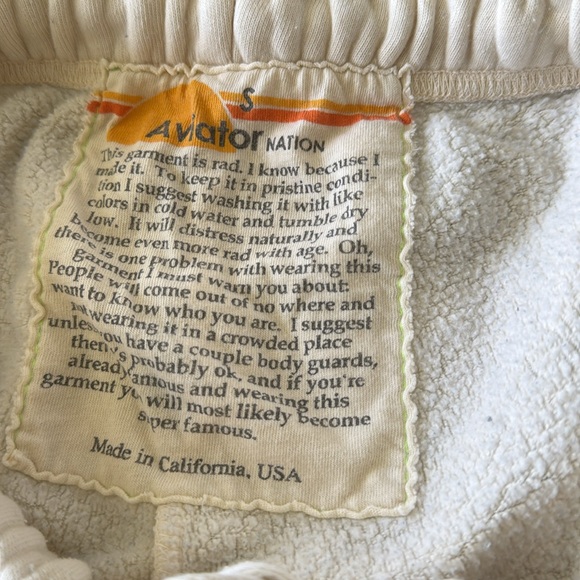 S
Aviator NATION
This garment is rad. I know because I
made it. To keep it in pristine condi-
tion I suggest washing it with like
colors in cold water and tumble dry
low. It will distress naturally and
become even more rad with age. Oh,
there is one problem with wearing this
garment I must warn you about:
People will come out of no where and
want to know who you are. I suggest
not wearing it in a crowded place
unless you have a couple body guards,
then it's probably ok, and if you're
already famous and wearing this
garment you will most likely become
super famous.
Made in California, USA